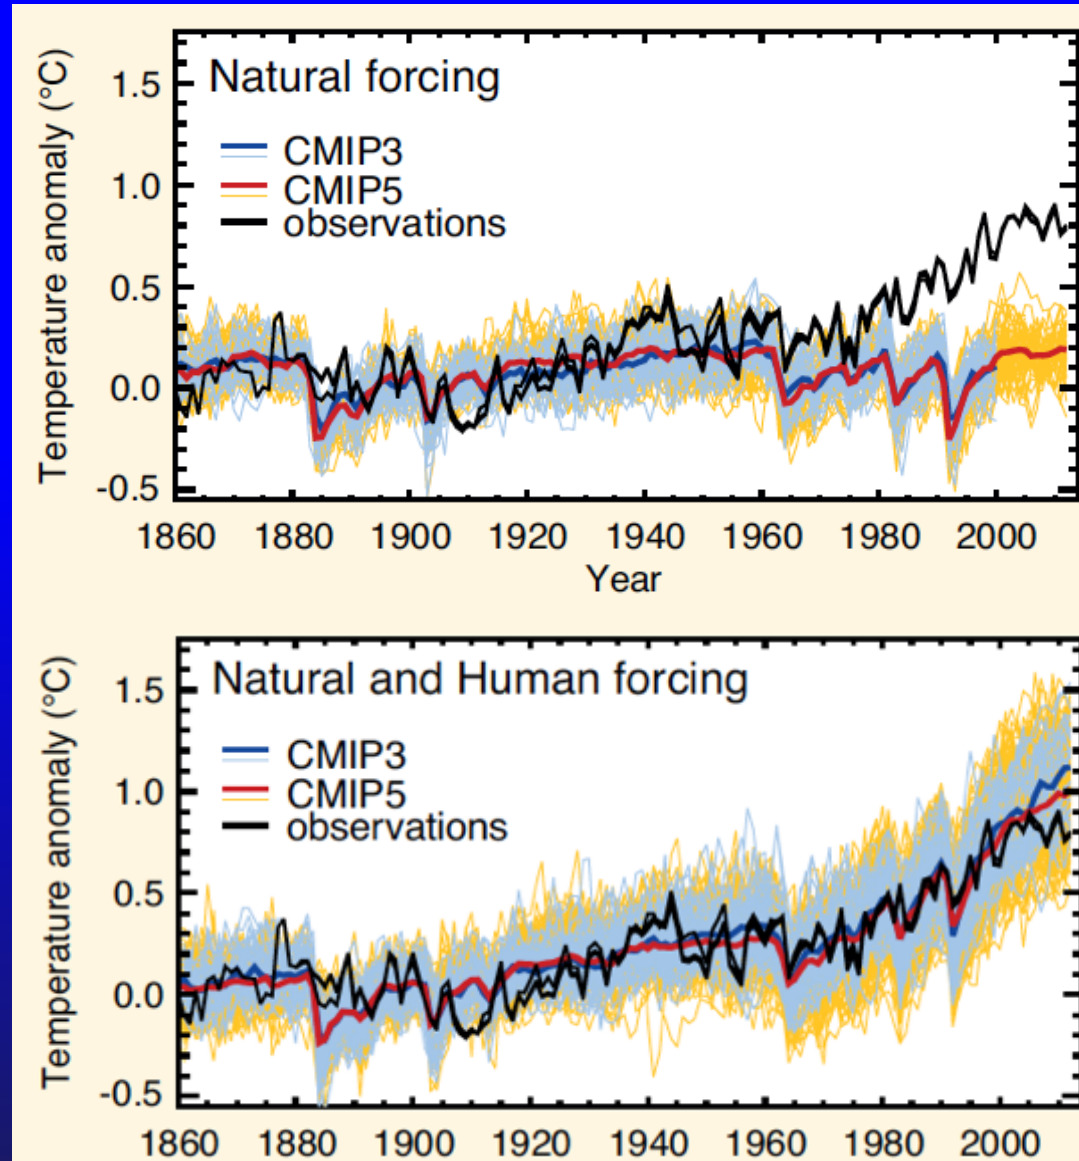 Natural forcing
CMIP3
CMIP5
observations
Temperature anomaly (°C)
1.5
1.0
0.5
0.0
-0.5
1860 1880 1900 1920 1940 1960 1980 2000
Year
Natural and Human forcing
CMIP3
CMIP5
observations
Temperature anomaly (°C)
1.5
1.0
0.5
0.0
-0.5
1860 1880 1900 1920 1940 1960 1980 2000